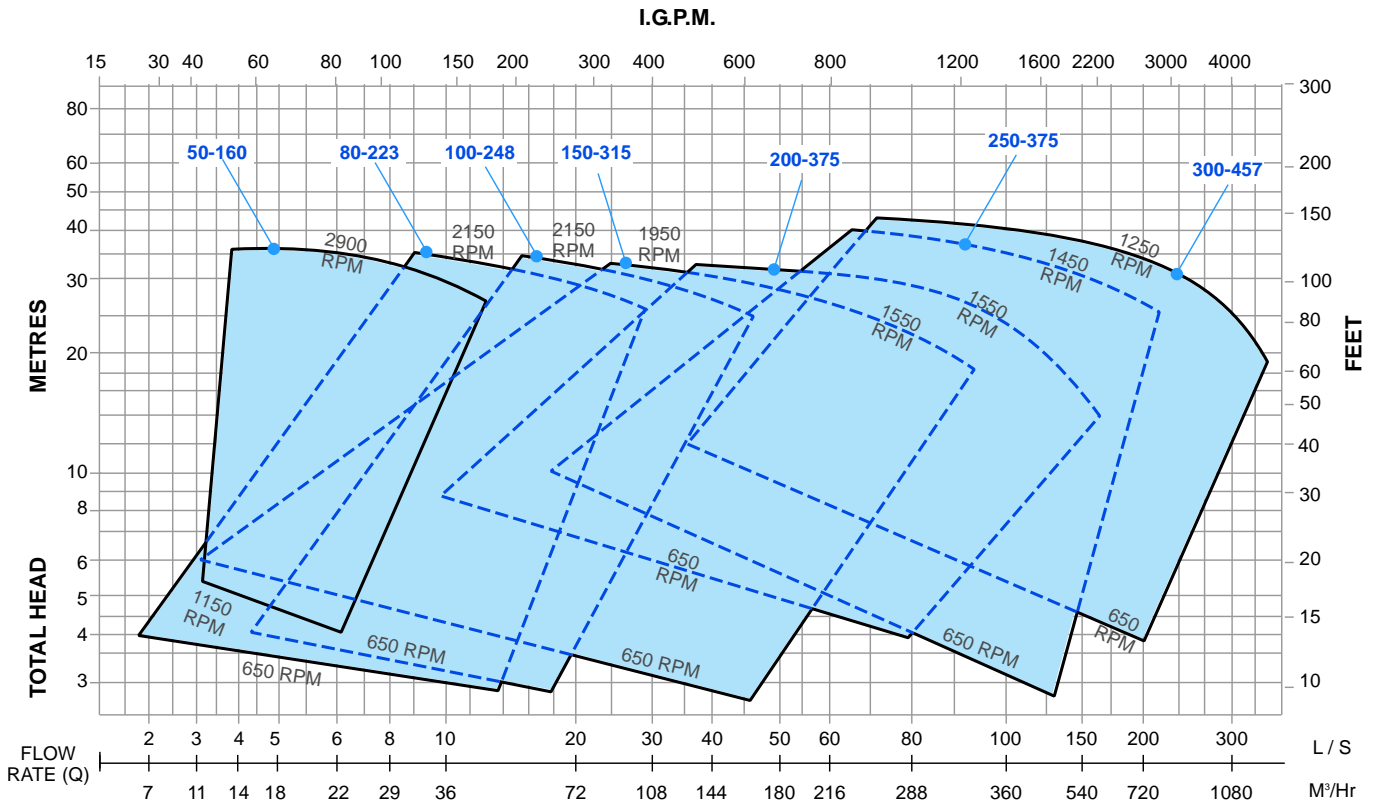 I.G.P.M.
15 30 40 60 80 100 150 200 300 400 600 800 1200 1600 2200 3000 4000
80 60 50 40 30 20 10 8 6 5 4 3
METRES
TOTAL HEAD
300 200 150 100 80 60 50 40 30 20 15 10
FEET
50-160
80-223
100-248
150-315
200-375
250-375
300-457
2900
RPM
2150
RPM
2150
RPM
1950
RPM
1550
RPM
1550
RPM
1450
RPM
1250
RPM
1150
RPM
650 RPM
650 RPM
650
RPM
650 RPM
650 RPM
650
RPM
2 3 4 5 6 8 10 20 30 40 50 60 80 100 150 200 300
L / S
FLOW
RATE (Q)
7 11 14 18 22 29 36 72 108 144 180 216 288 360 540 720 1080
M³/Hr